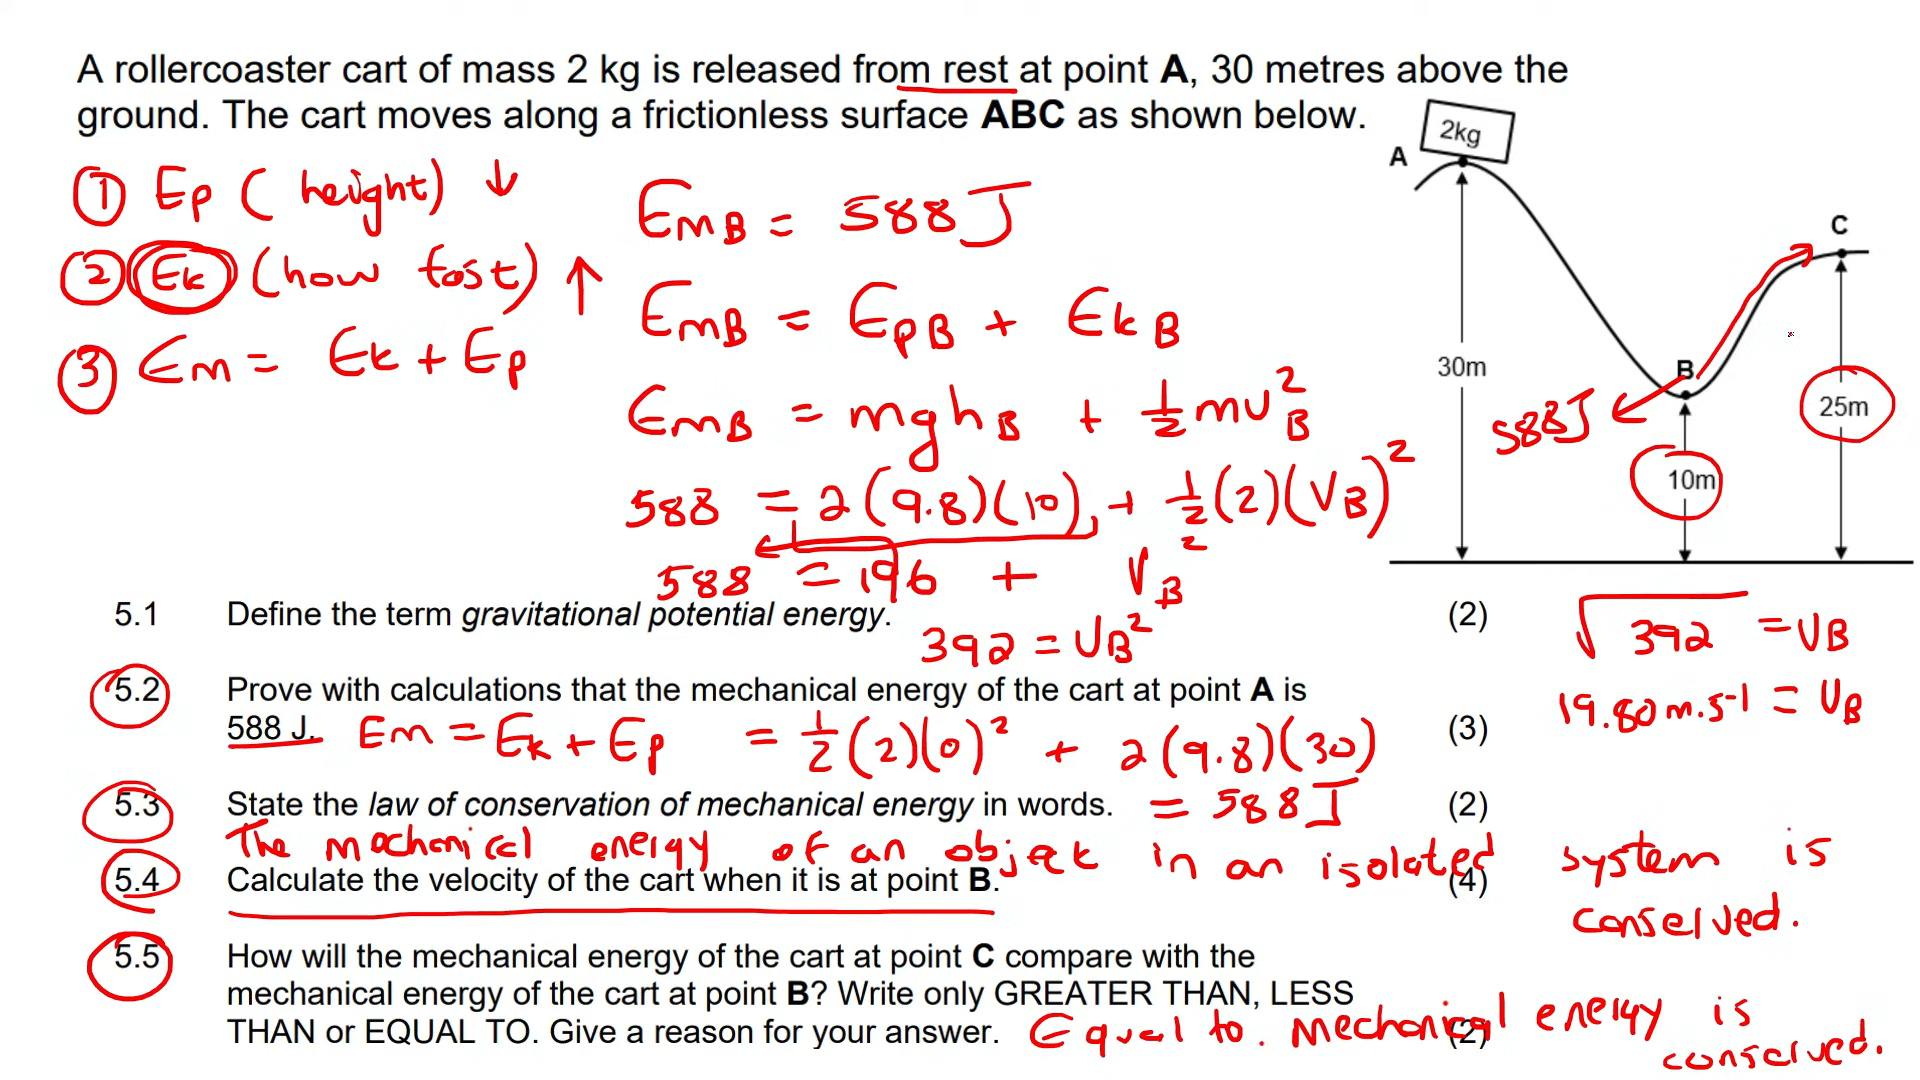 A rollercoaster cart of mass 2 kg is released from rest at point A, 30 metres above the
ground. The cart moves along a frictionless surface ABC as shown below.
① Ep (height) ↓
② Ek (how fast) ↑
③ Em = Ek + Ep
EmB = 588J
EmB = EpB + EkB
EmB = mghB + ½mvB²
588 = 2(9.8)(10) + ½(2)(VB)²
588 = 196 + VB²
392 = VB²
√392 = VB
19.80m.s-1 = VB
2kg
A
B
C
30m
10m
25m
588J
5.1 Define the term gravitational potential energy. (2)
5.2 Prove with calculations that the mechanical energy of the cart at point A is
588 J. Em = Ek + Ep = ½(2)(0)² + 2(9.8)(30) (3)
= 588J
5.3 State the law of conservation of mechanical energy in words. (2)
The mechanical energy of an object in an isolated system is
conserved.
5.4 Calculate the velocity of the cart when it is at point B. (4)
5.5 How will the mechanical energy of the cart at point C compare with the
mechanical energy of the cart at point B? Write only GREATER THAN, LESS
THAN or EQUAL TO. Give a reason for your answer. (2)
Equal to. Mechanical energy is
conserved.